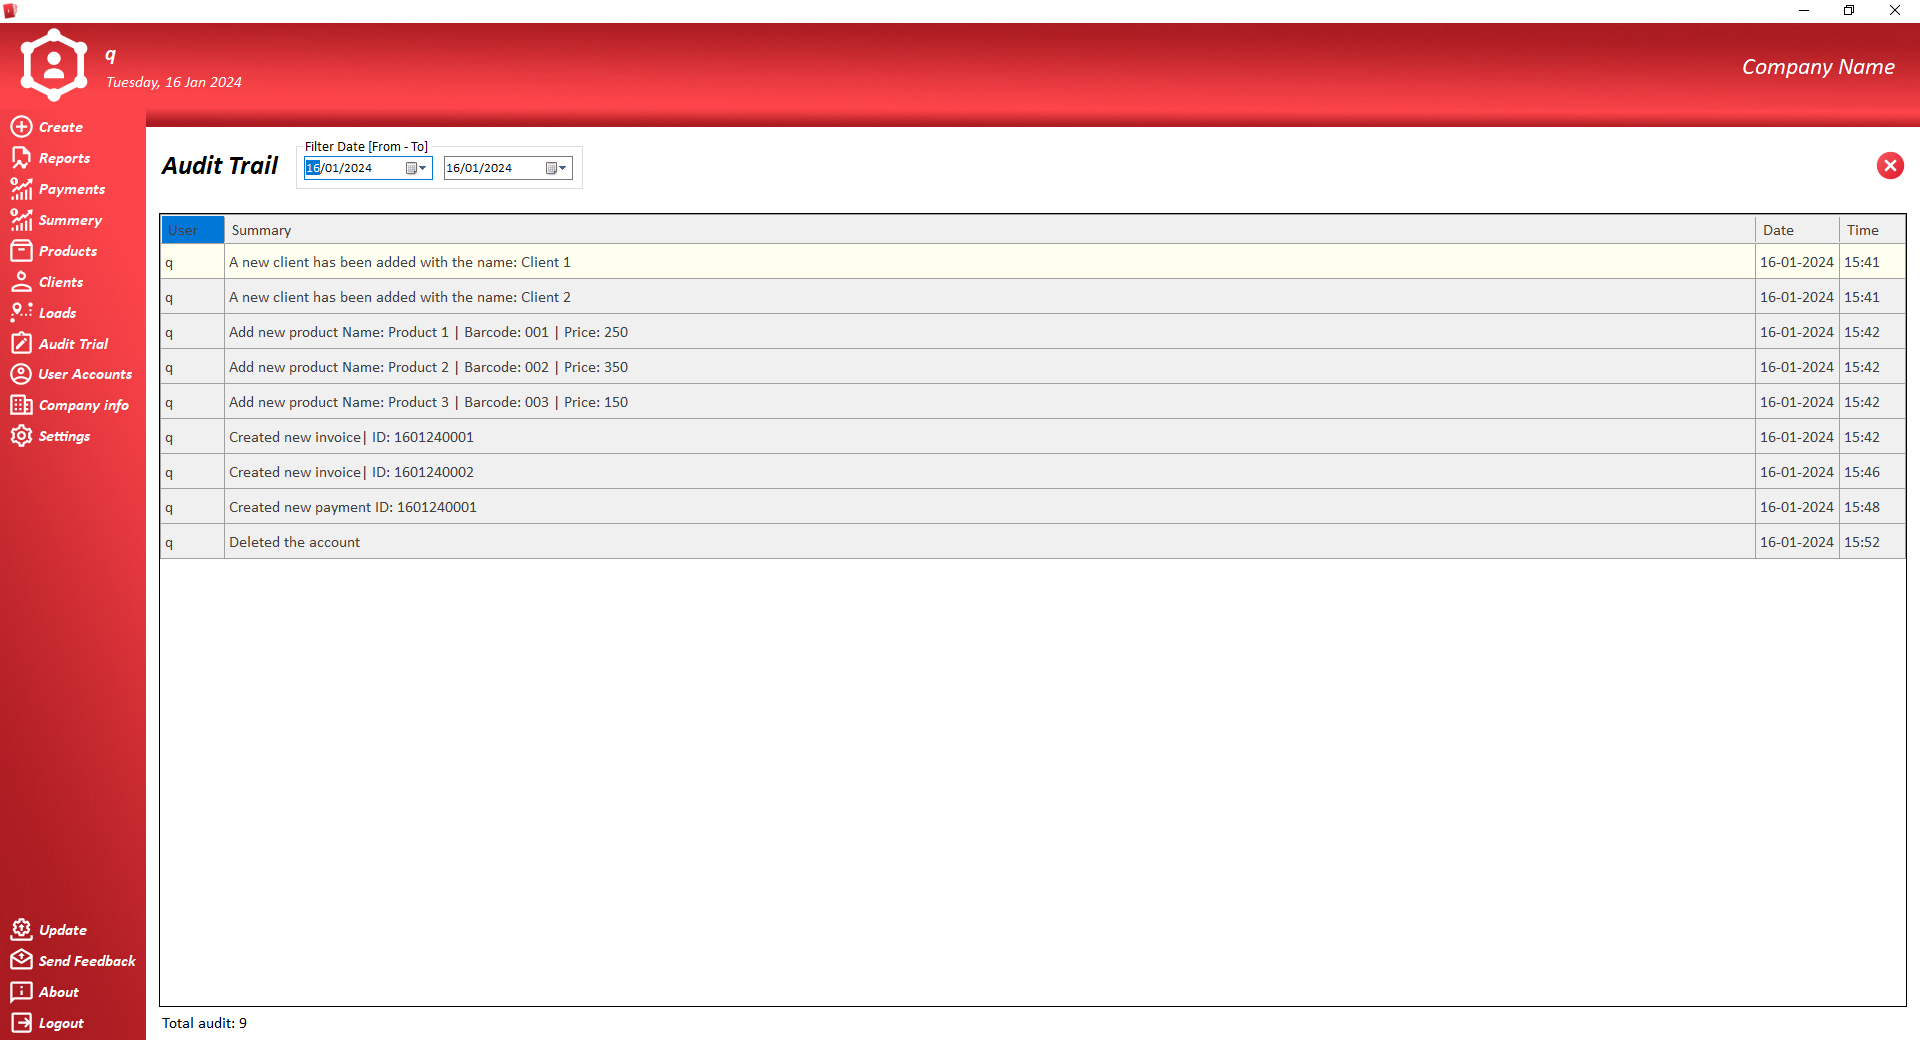 q
Tuesday, 16 Jan 2024
Company Name
Create
Reports
Payments
Summery
Products
Clients
Loads
Audit Trial
User Accounts
Company info
Settings
Update
Send Feedback
About
Logout
Audit Trail
Filter Date [From - To]
16/01/2024 16/01/2024
User Summary Date Time
q A new client has been added with the name: Client 1 16-01-2024 15:41
q A new client has been added with the name: Client 2 16-01-2024 15:41
q Add new product Name: Product 1 | Barcode: 001 | Price: 250 16-01-2024 15:42
q Add new product Name: Product 2 | Barcode: 002 | Price: 350 16-01-2024 15:42
q Add new product Name: Product 3 | Barcode: 003 | Price: 150 16-01-2024 15:42
q Created new invoice| ID: 1601240001 16-01-2024 15:42
q Created new invoice| ID: 1601240002 16-01-2024 15:46
q Created new payment ID: 1601240001 16-01-2024 15:48
q Deleted the account 16-01-2024 15:52
Total audit: 9